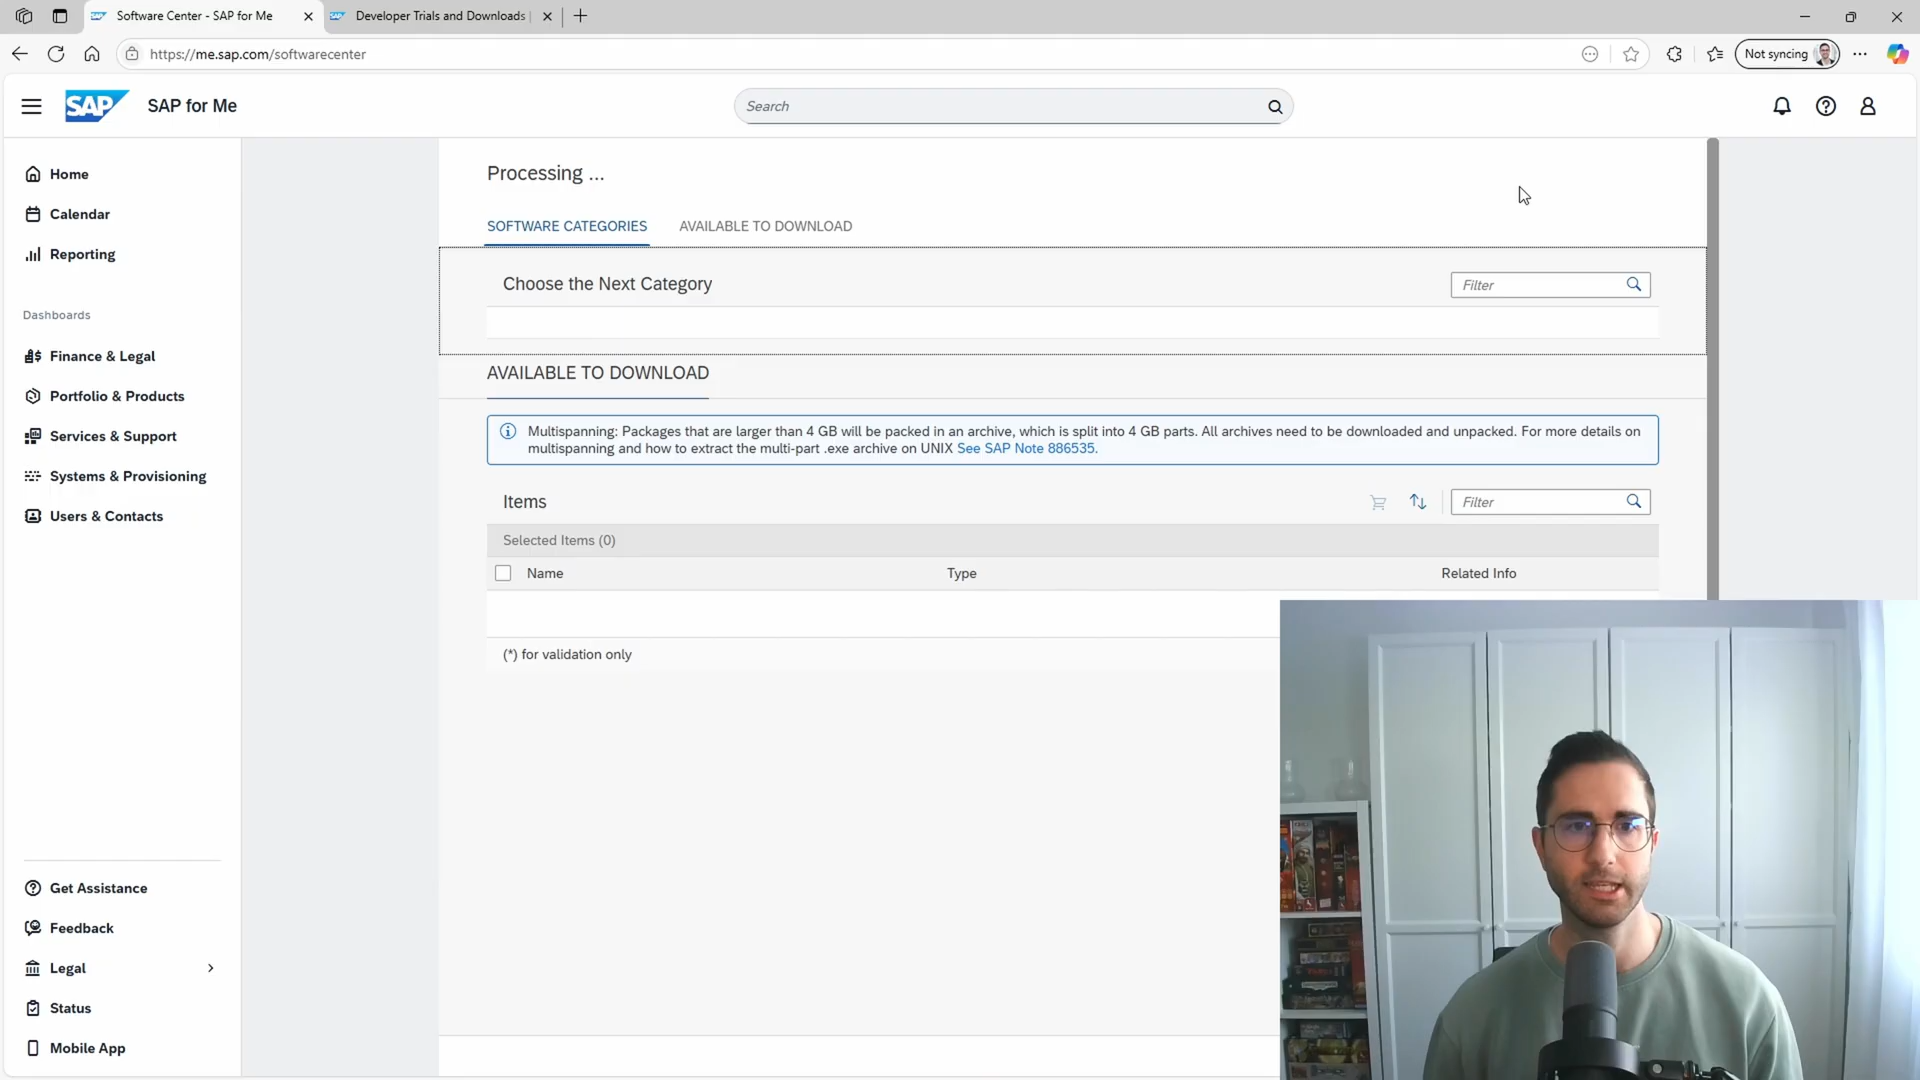 Software Center - SAP for Me
Developer Trials and Downloads
https://me.sap.com/softwarecenter
Not syncing
SAP
SAP for Me
Search
Home
Calendar
Reporting
Dashboards
Finance & Legal
Portfolio & Products
Services & Support
Systems & Provisioning
Users & Contacts
Get Assistance
Feedback
Legal
Status
Mobile App
Processing ...
SOFTWARE CATEGORIES
AVAILABLE TO DOWNLOAD
Choose the Next Category
Filter
AVAILABLE TO DOWNLOAD
Multispanning: Packages that are larger than 4 GB will be packed in an archive, which is split into 4 GB parts. All archives need to be downloaded and unpacked. For more details on
multispanning and how to extract the multi-part .exe archive on UNIX See SAP Note 886535.
Items
Filter
Selected Items (0)
Name
Type
Related Info
(*) for validation only